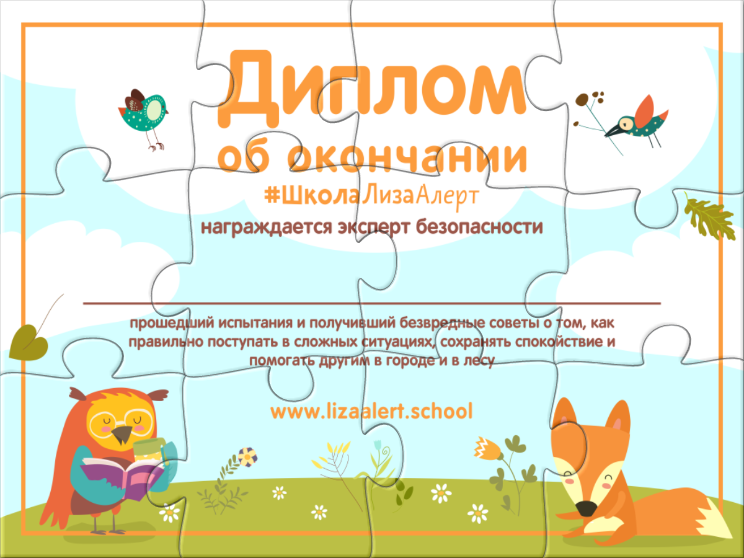 Диплом
об окончании
#ШколаЛизаАлерт
награждается эксперт безопасности
прошедший испытания и получивший безвредные советы о том, как
правильно поступать в сложных ситуациях, сохранять спокойствие и
помогать другим в городе и в лесу
www.lizaalert.school